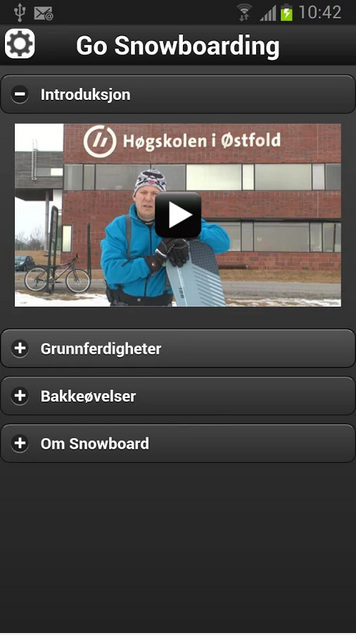 10:42
Go Snowboarding
Introduksjon
Høgskolen i Østfold
Grunnferdigheter
Bakkeøvelser
Om Snowboard